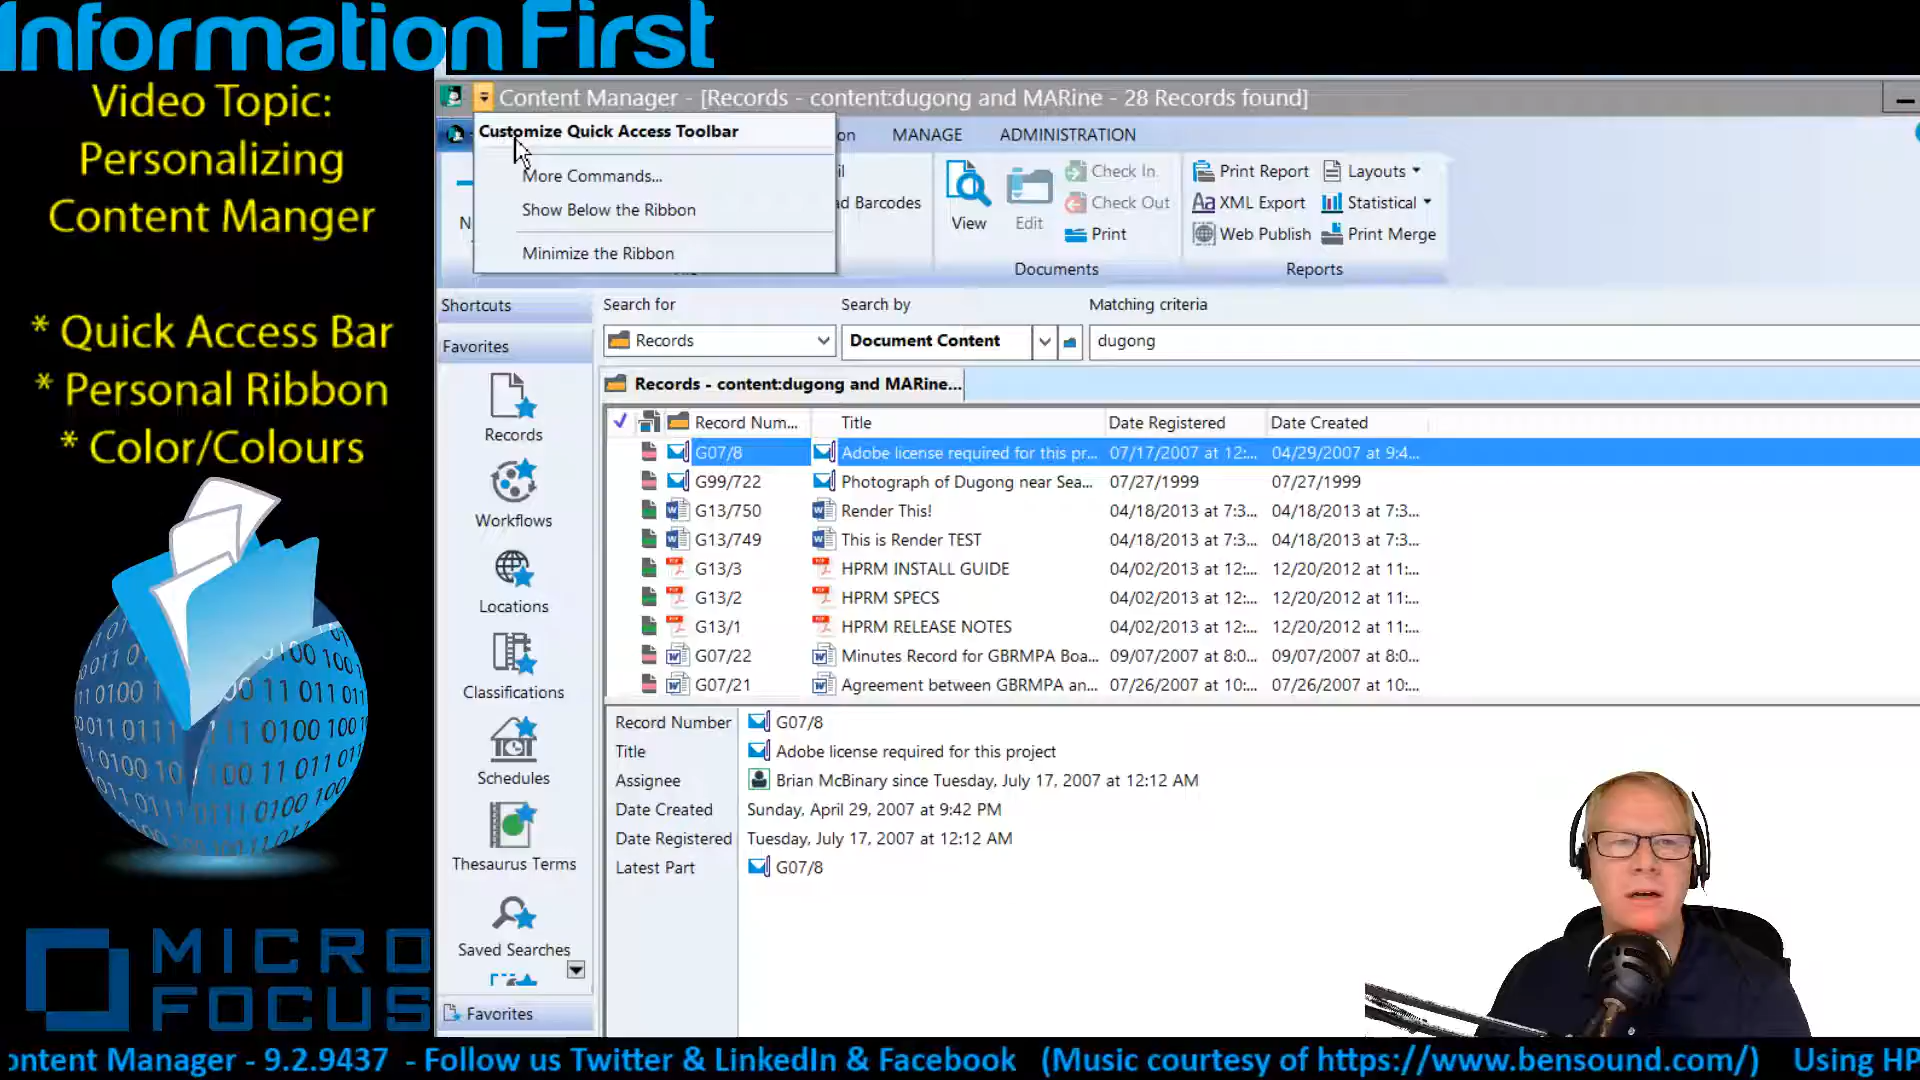 Information First
Video Topic:
Personalizing
Content Manger
* Quick Access Bar
* Personal Ribbon
* Color/Colours
MICRO
FOCUS
Content Manager - [Records - content:dugong and MARine - 28 Records found]
Customize Quick Access Toolbar
More Commands...
Show Below the Ribbon
Minimize the Ribbon
MANAGE
ADMINISTRATION
Barcodes
View
Edit
Check In
Check Out
Print
Documents
Print Report
XML Export
Web Publish
Layouts
Statistical
Print Merge
Reports
Shortcuts
Favorites
Records
Workflows
Locations
Classifications
Schedules
Thesaurus Terms
Saved Searches
Favorites
Search for
Search by
Matching criteria
Records
Document Content
dugong
Records - content:dugong and MARine...
Record Num... Title Date Registered Date Created
G07/8 Adobe license required for this pr... 07/17/2007 at 12:... 04/29/2007 at 9:4...
G99/722 Photograph of Dugong near Sea... 07/27/1999 07/27/1999
G13/750 Render This! 04/18/2013 at 7:3... 04/18/2013 at 7:3...
G13/749 This is Render TEST 04/18/2013 at 7:3... 04/18/2013 at 7:3...
G13/3 HPRM INSTALL GUIDE 04/02/2013 at 12:... 12/20/2012 at 11:...
G13/2 HPRM SPECS 04/02/2013 at 12:... 12/20/2012 at 11:...
G13/1 HPRM RELEASE NOTES 04/02/2013 at 12:... 12/20/2012 at 11:...
G07/22 Minutes Record for GBRMPA Boa... 09/07/2007 at 8:0... 09/07/2007 at 8:0...
G07/21 Agreement between GBRMPA an... 07/26/2007 at 10:... 07/26/2007 at 10:...
Record Number G07/8
Title Adobe license required for this project
Assignee Brian McBinary since Tuesday, July 17, 2007 at 12:12 AM
Date Created Sunday, April 29, 2007 at 9:42 PM
Date Registered Tuesday, July 17, 2007 at 12:12 AM
Latest Part G07/8
ontent Manager - 9.2.9437 - Follow us Twitter & LinkedIn & Facebook (Music courtesy of https://www.bensound.com/) Using HP